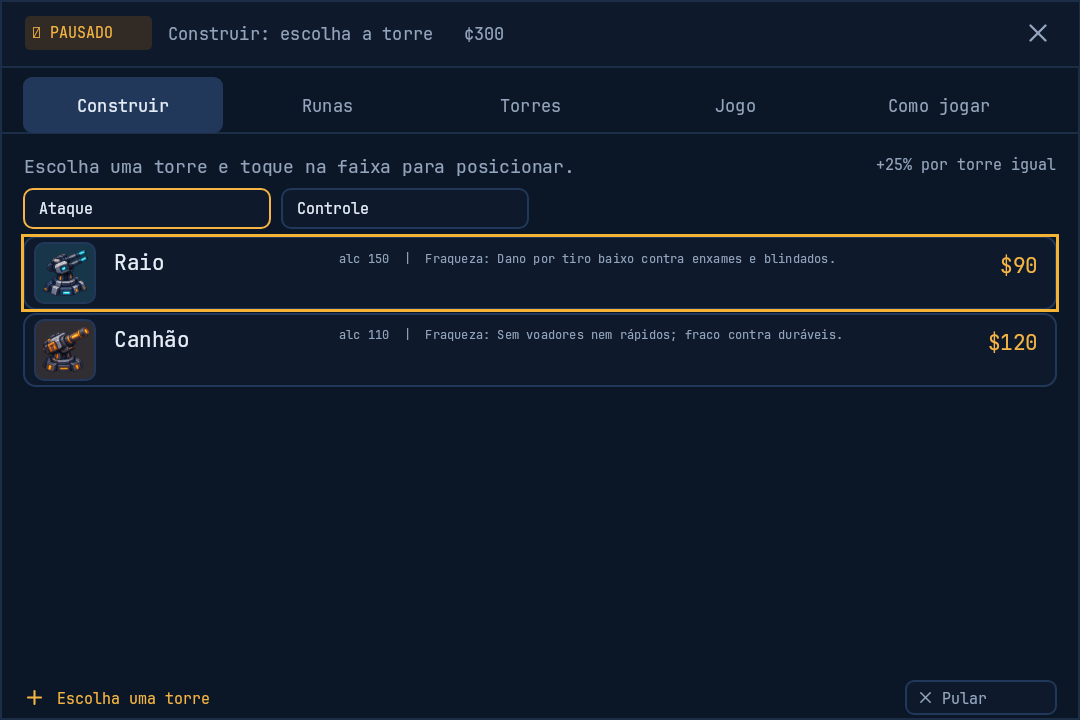 PAUSADO Construir: escolha a torre $300
Construir Runas Torres Jogo Como jogar
Escolha uma torre e toque na faixa para posicionar. +25% por torre igual
Ataque Controle
Raio alc 150 | Fraqueza: Dano por tiro baixo contra enxames e blindados. $90
Canhão alc 110 | Fraqueza: Sem voadores nem rápidos; fraco contra duráveis. $120
+ Escolha uma torre Pular